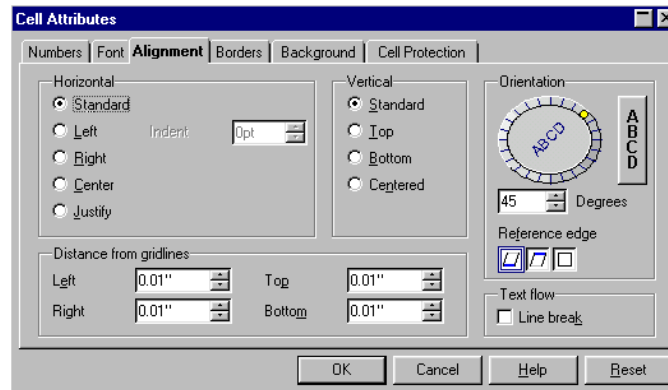 Cell Attributes
Numbers Font Alignment Borders Background Cell Protection
Horizontal
Standard
Left Indent 0pt
Right
Center
Justify
Vertical
Standard
Top
Bottom
Centered
Orientation
ABCD
A
B
C
D
45 Degrees
Reference edge
Distance from gridlines
Left 0.01" Top 0.01"
Right 0.01" Bottom 0.01"
Text flow
Line break
OK Cancel Help Reset